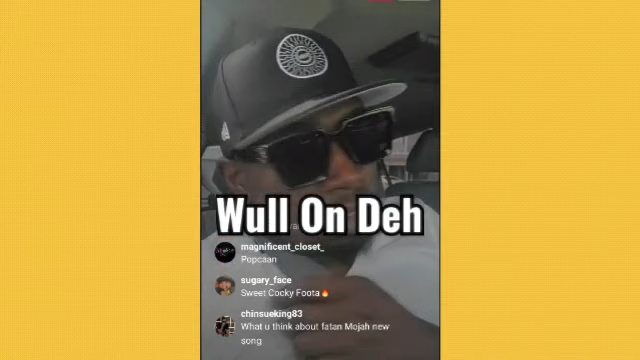 Wull On Deh
magnificent_closet_
Popcaan
sugary_face
Sweet Cocky Foota🔥
chinsueking83
What u think about fatan Mojah new
song